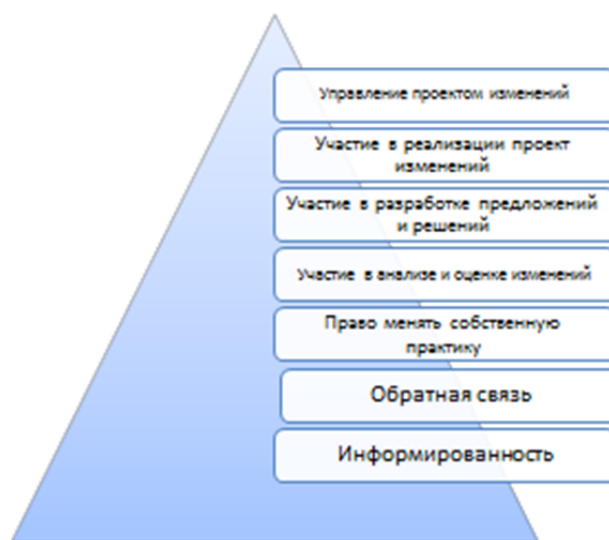 Управление проектом изменений
Участие в реализации проект
изменений
Участие в разработке предложений
и решений
Участие в анализе и оценке изменений
Право менять собственную
практику
Обратная связь
Информированность